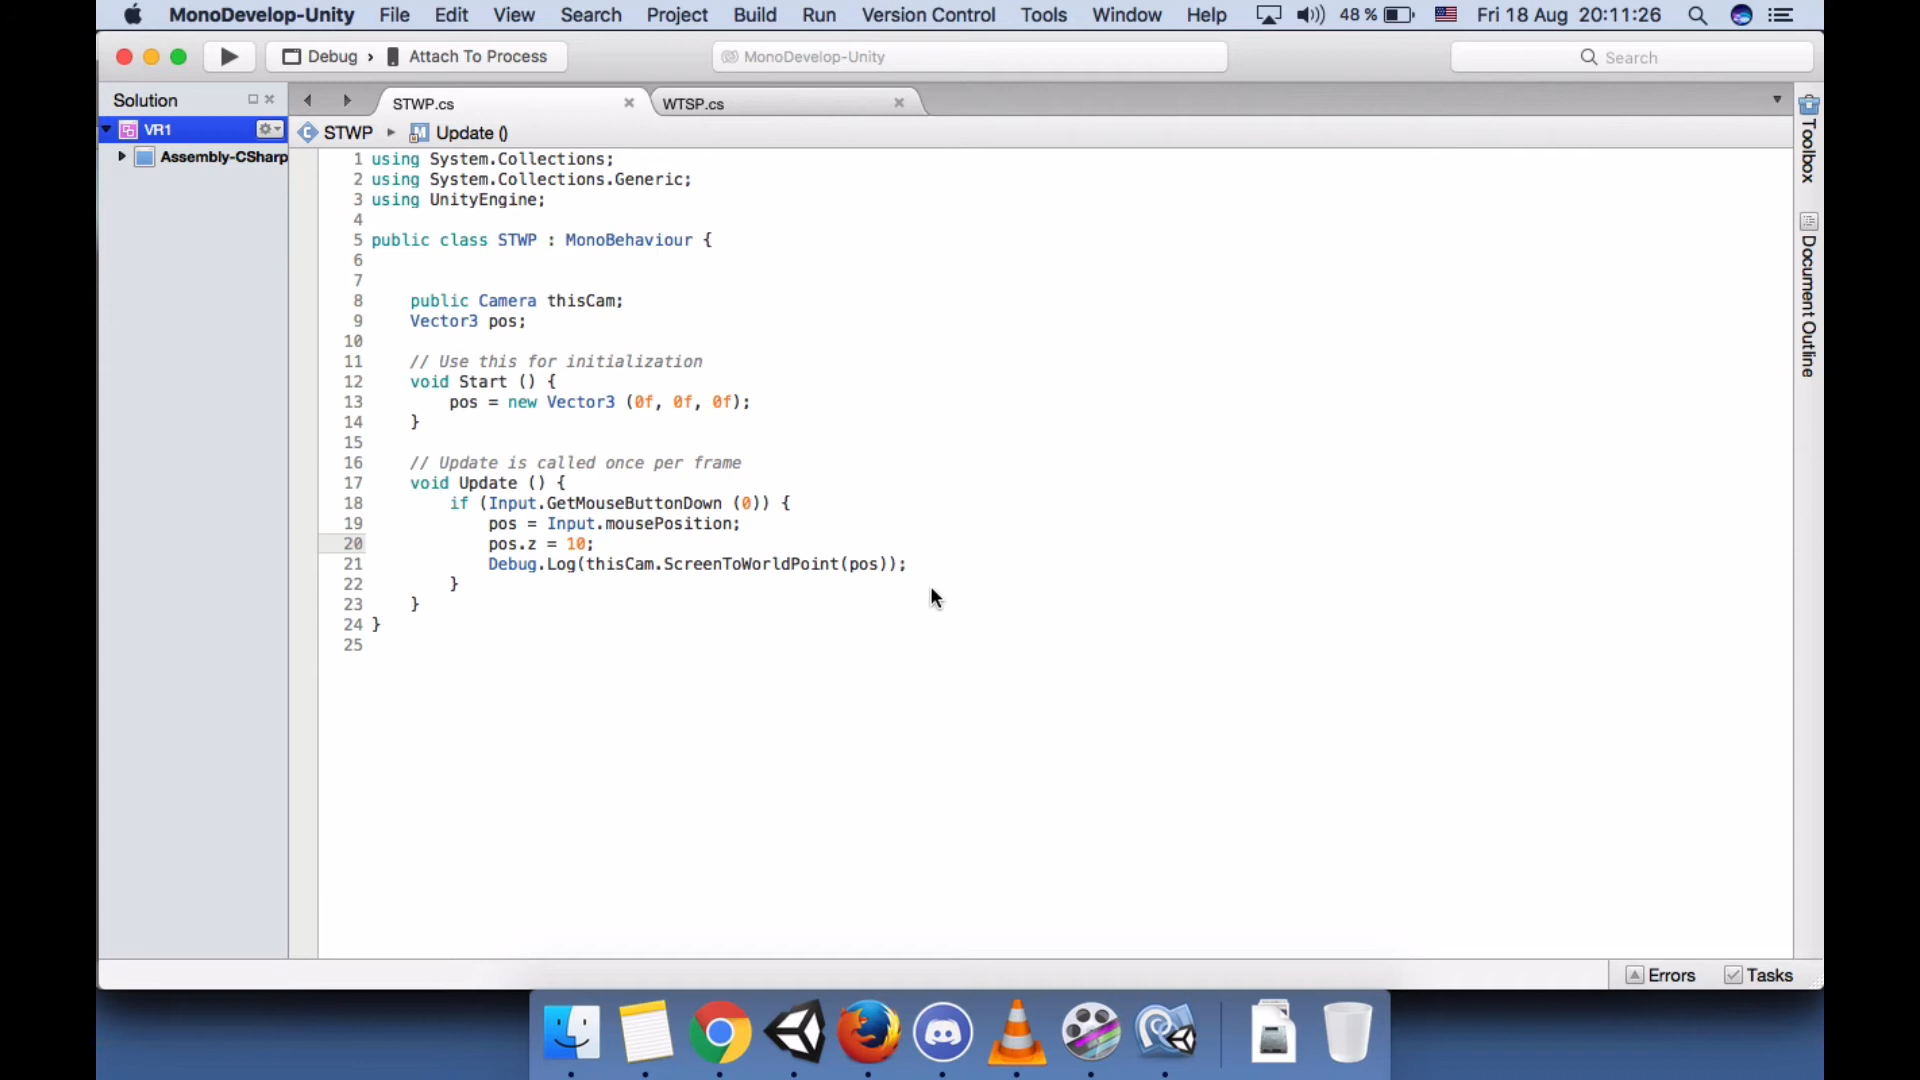 MonoDevelop-Unity File Edit View Search Project Build Run Version Control Tools Window Help 48 % Fri 18 Aug 20:11:26
Debug › Attach To Process MonoDevelop-Unity Search
Solution STWP.cs WTSP.cs
VR1 STWP Update ()
Assembly-CSharp
Toolbox
Document Outline
1 using System.Collections;
2 using System.Collections.Generic;
3 using UnityEngine;
4
5 public class STWP : MonoBehaviour {
6
7
8 public Camera thisCam;
9 Vector3 pos;
10
11 // Use this for initialization
12 void Start () {
13 pos = new Vector3 (0f, 0f, 0f);
14 }
15
16 // Update is called once per frame
17 void Update () {
18 if (Input.GetMouseButtonDown (0)) {
19 pos = Input.mousePosition;
20 pos.z = 10;
21 Debug.Log(thisCam.ScreenToWorldPoint(pos));
22 }
23 }
24 }
25
Errors Tasks